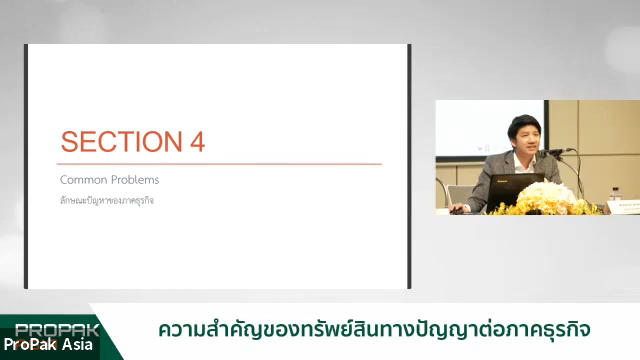 SECTION 4
Common Problems
ลักษณะปัญหาของภาคธุรกิจ
PROPAK
ProPak Asia
ความสำคัญของทรัพย์สินทางปัญญาต่อภาคธุรกิจ